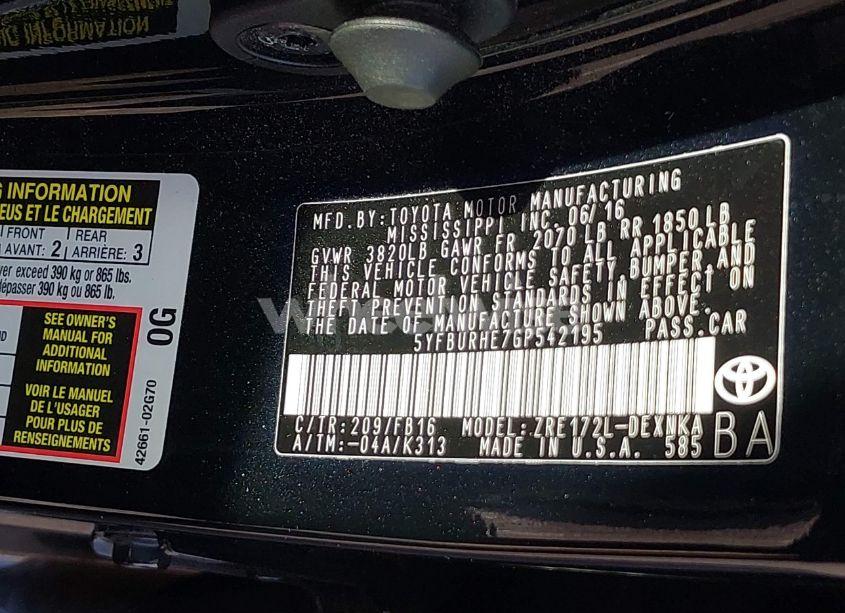 INFORMATION
INFORMATION
EUS ET LE CHARGEMENT
FRONT | REAR
AVANT: 2 | ARRIÈRE: 3
exceed 390 kg or 865 lbs.
dépasser 390 kg ou 865 lb.
SEE OWNER'S
MANUAL FOR
ADDITIONAL
INFORMATION
VOIR LE MANUEL
DE L'USAGER
POUR PLUS DE
RENSEIGNEMENTS
0G
42661-02G70
MFD.BY:TOYOTA MOTOR MANUFACTURING
MISSISSIPPI INC. 06/16
GVWR 3820LB GAWR FR 2070 LB RR 1850 LB
THIS VEHICLE CONFORMS TO ALL APPLICABLE
FEDERAL MOTOR VEHICLE SAFETY, BUMPER AND
THEFT PREVENTION STANDARDS IN EFFECT ON
THE DATE OF MANUFACTURE SHOWN ABOVE.
5YFBURHE7GP542195 PASS.CAR
C/TR:209/FB16 MODEL:ZRE172L-DEXNKA
A/TM:-04A/K313 MADE IN U.S.A. 585
BA